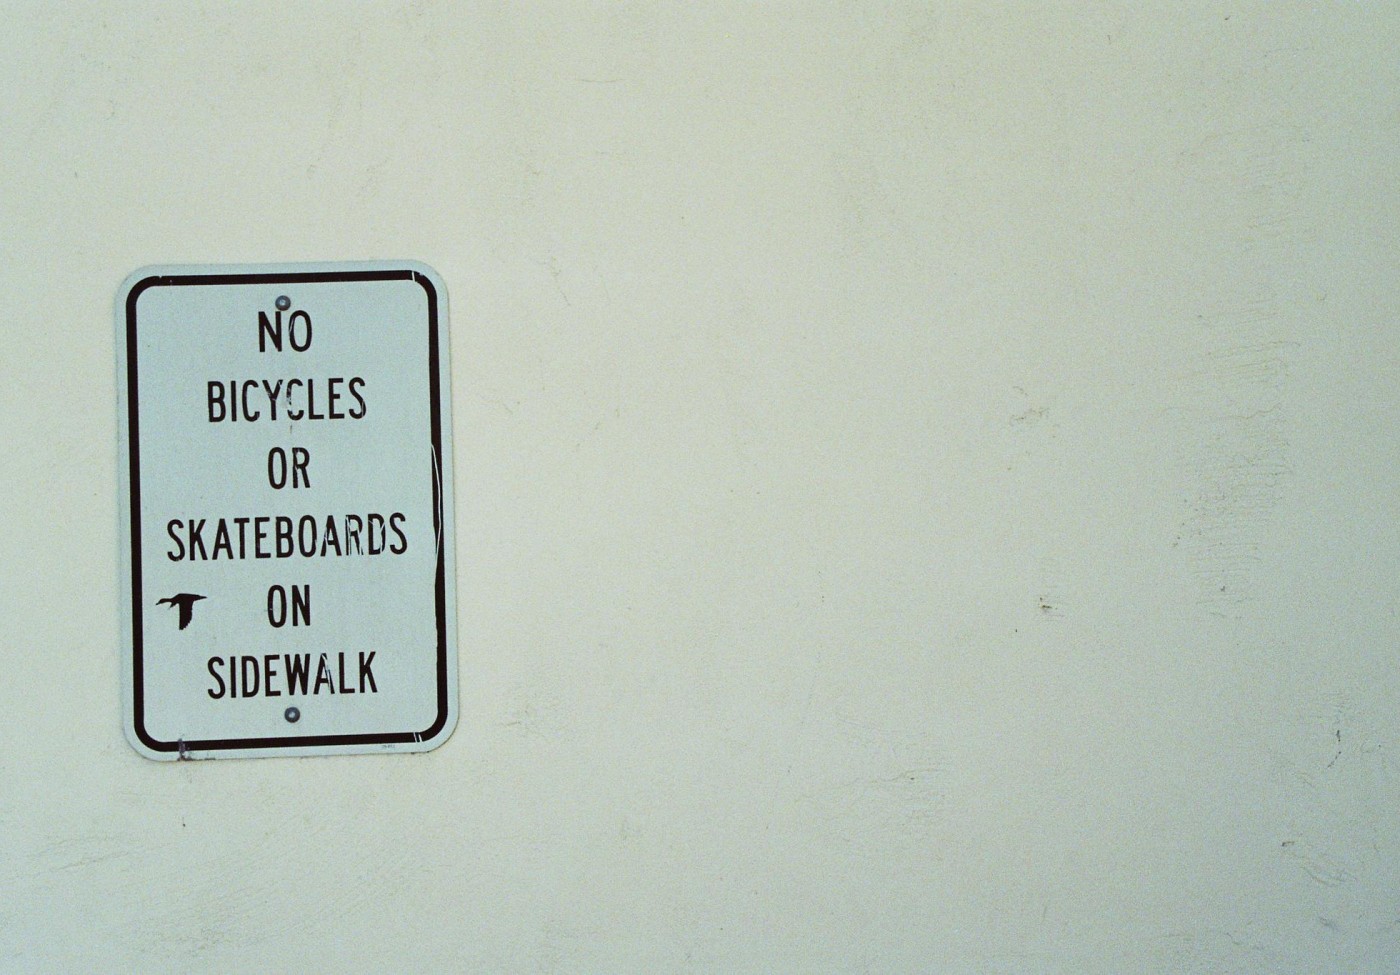 NO
BICYCLES
OR
SKATEBOARDS
ON
SIDEWALK